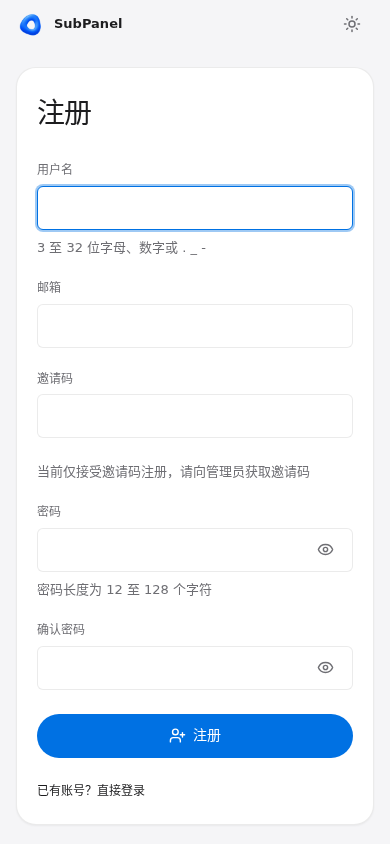 SubPanel
注册
用户名
3 至 32 位字母、数字或 . _ -
邮箱
邀请码
当前仅接受邀请码注册，请向管理员获取邀请码
密码
密码长度为 12 至 128 个字符
确认密码
注册
已有账号？直接登录